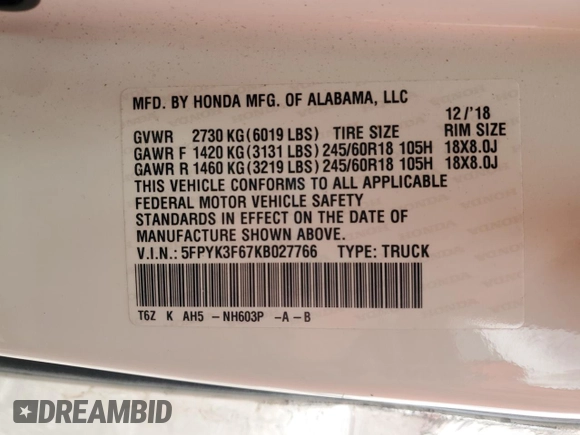 MFD. BY HONDA MFG. OF ALABAMA, LLC
12/'18
GVWR 2730 KG(6019 LBS) TIRE SIZE RIM SIZE
GAWR F 1420 KG(3131 LBS)245/60R18 105H 18X8.0J
GAWR R 1460 KG(3219 LBS)245/60R18 105H 18X8.0J
THIS VEHICLE CONFORMS TO ALL APPLICABLE
FEDERAL MOTOR VEHICLE SAFETY
STANDARDS IN EFFECT ON THE DATE OF
MANUFACTURE SHOWN ABOVE.
V.I.N.: 5FPYK3F67KB027766 TYPE: TRUCK
T6Z K AH5 -NH603P -A-B
DREAMBID